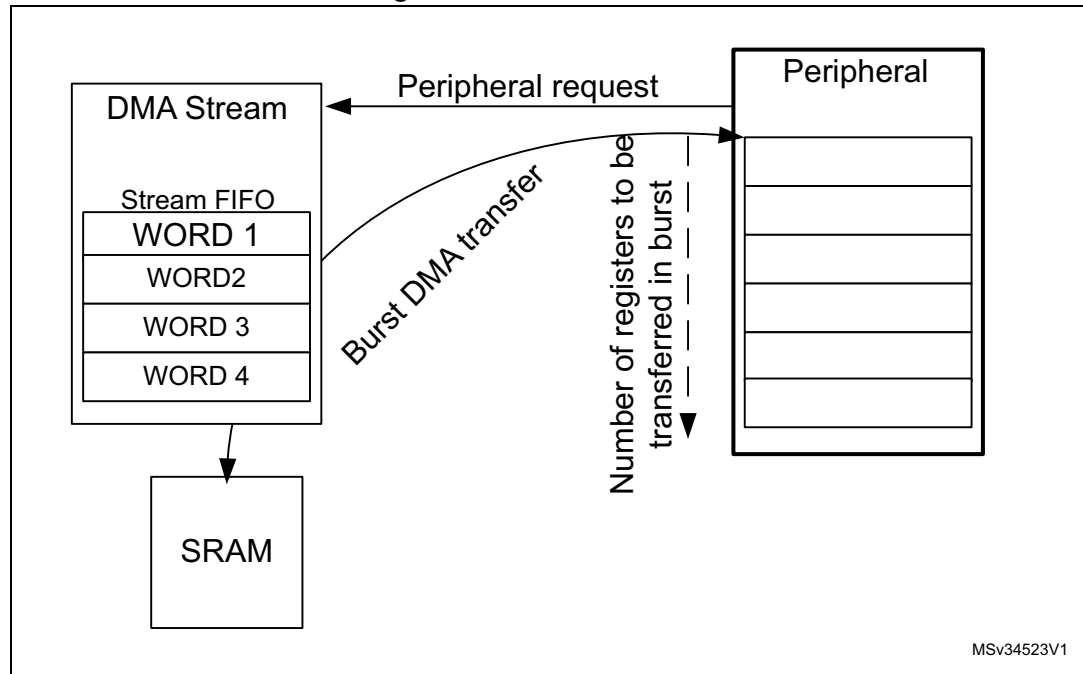 Peripheral request
Peripheral
DMA Stream
Stream FIFO
WORD 1
WORD2
WORD 3
WORD 4
Burst DMA transfer
Number of registers to be
transferred in burst
SRAM
MSv34523V1